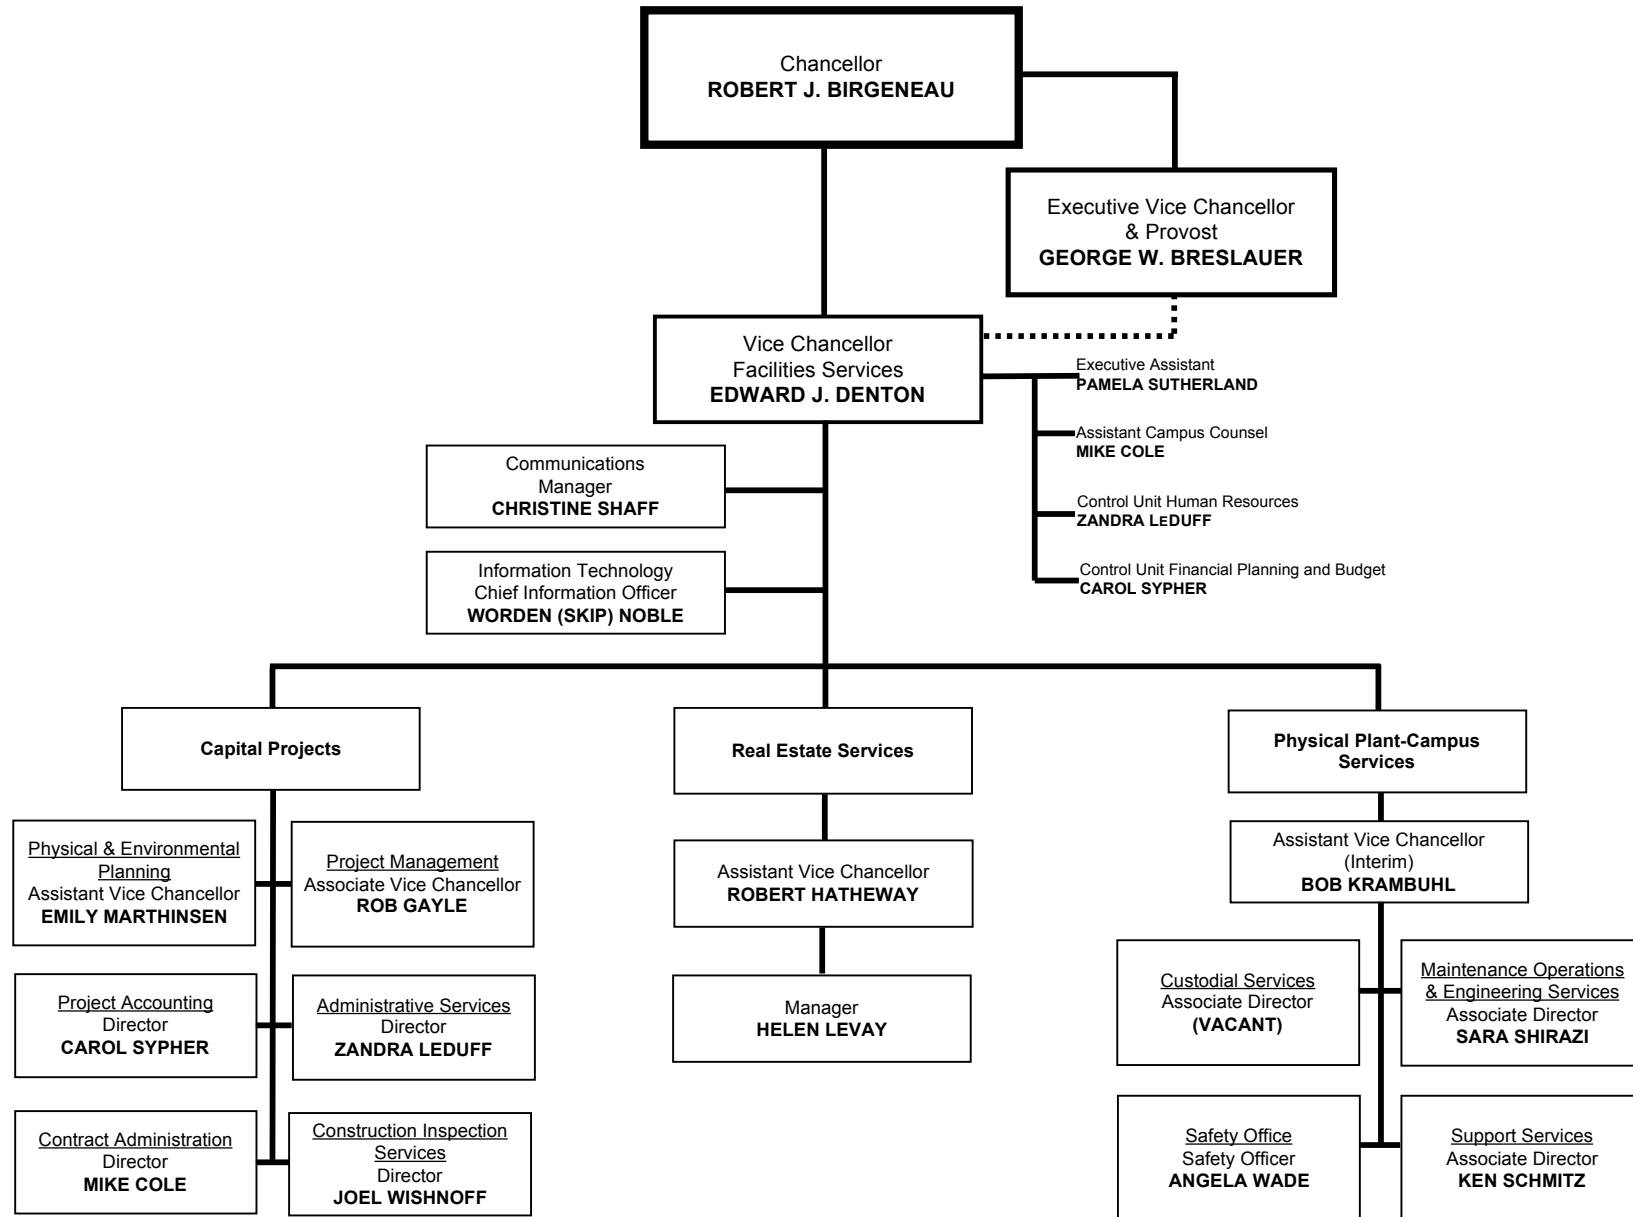 Chancellor
ROBERT J. BIRGENEAU
Executive Vice Chancellor
& Provost
GEORGE W. BRESLAUER
Vice Chancellor
Facilities Services
EDWARD J. DENTON
Executive Assistant
PAMELA SUTHERLAND
Assistant Campus Counsel
MIKE COLE
Control Unit Human Resources
ZANDRA LEDUFF
Control Unit Financial Planning and Budget
CAROL SYPHER
Communications
Manager
CHRISTINE SHAFF
Information Technology
Chief Information Officer
WORDEN (SKIP) NOBLE
Capital Projects
Real Estate Services
Physical Plant-Campus
Services
Physical & Environmental
Planning
Assistant Vice Chancellor
EMILY MARTHINSEN
Project Management
Associate Vice Chancellor
ROB GAYLE
Project Accounting
Director
CAROL SYPHER
Administrative Services
Director
ZANDRA LEDUFF
Contract Administration
Director
MIKE COLE
Construction Inspection
Services
Director
JOEL WISHNOFF
Assistant Vice Chancellor
ROBERT HATHEWAY
Manager
HELEN LEVAY
Assistant Vice Chancellor
(Interim)
BOB KRAMBUHL
Custodial Services
Associate Director
(VACANT)
Maintenance Operations
& Engineering Services
Associate Director
SARA SHIRAZI
Safety Office
Safety Officer
ANGELA WADE
Support Services
Associate Director
KEN SCHMITZ